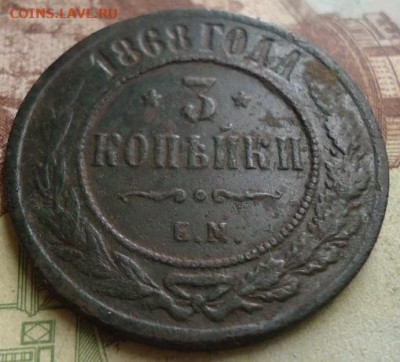 COINS.LAVE.RU
1868 ГОДА
3
КОПѢЙКИ
Е.М.